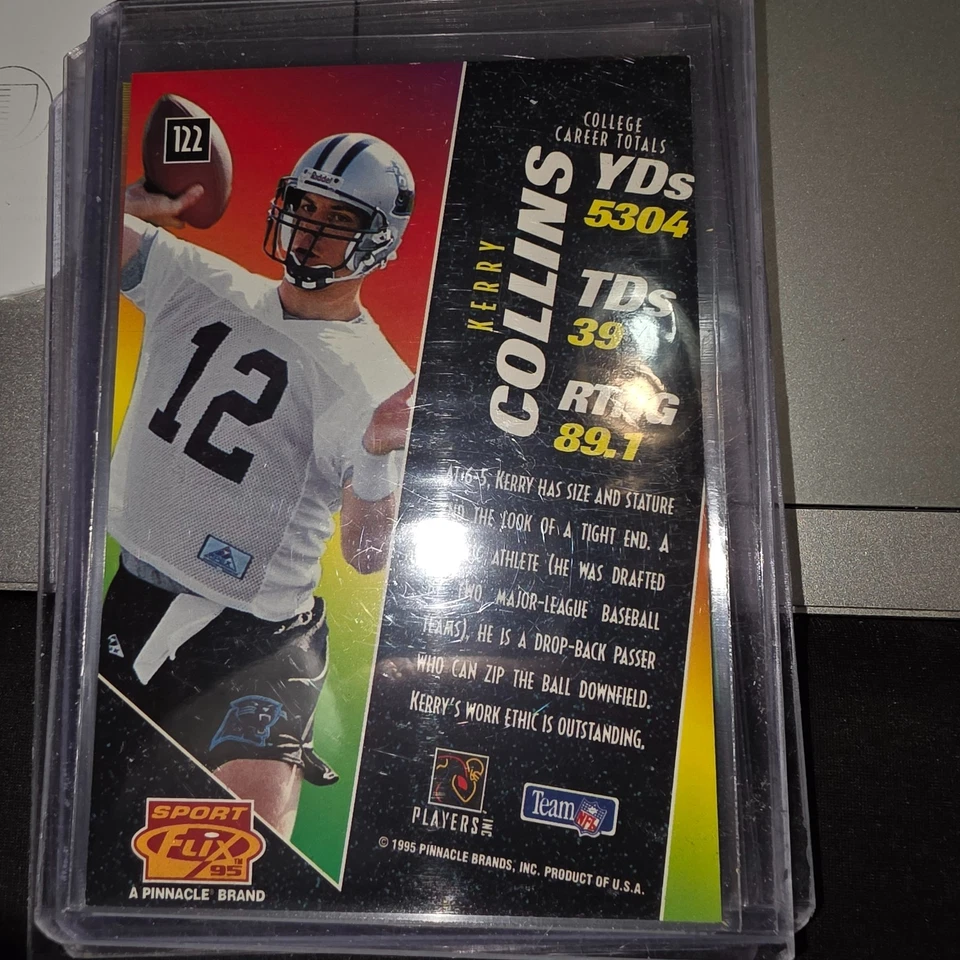 122
Riddell
12
KERRY
COLLINS
COLLEGE
CAREER TOTALS
YDs
5304
TDs
39
89.1
AT 6-5, KERRY HAS SIZE AND STATURE
THE LOOK OF A TIGHT END. A
ATHLETE (HE WAS DRAFTED
TWO MAJOR-LEAGUE BASEBALL
TEAMS), HE IS A DROP-BACK PASSER
WHO CAN ZIP THE BALL DOWNFIELD.
KERRY'S WORK ETHIC IS OUTSTANDING.
PLAYERS INC
Team NFL
SPORT
FLIX TM
95
A PINNACLE® BRAND
© 1995 PINNACLE BRANDS, INC. PRODUCT OF U.S.A.